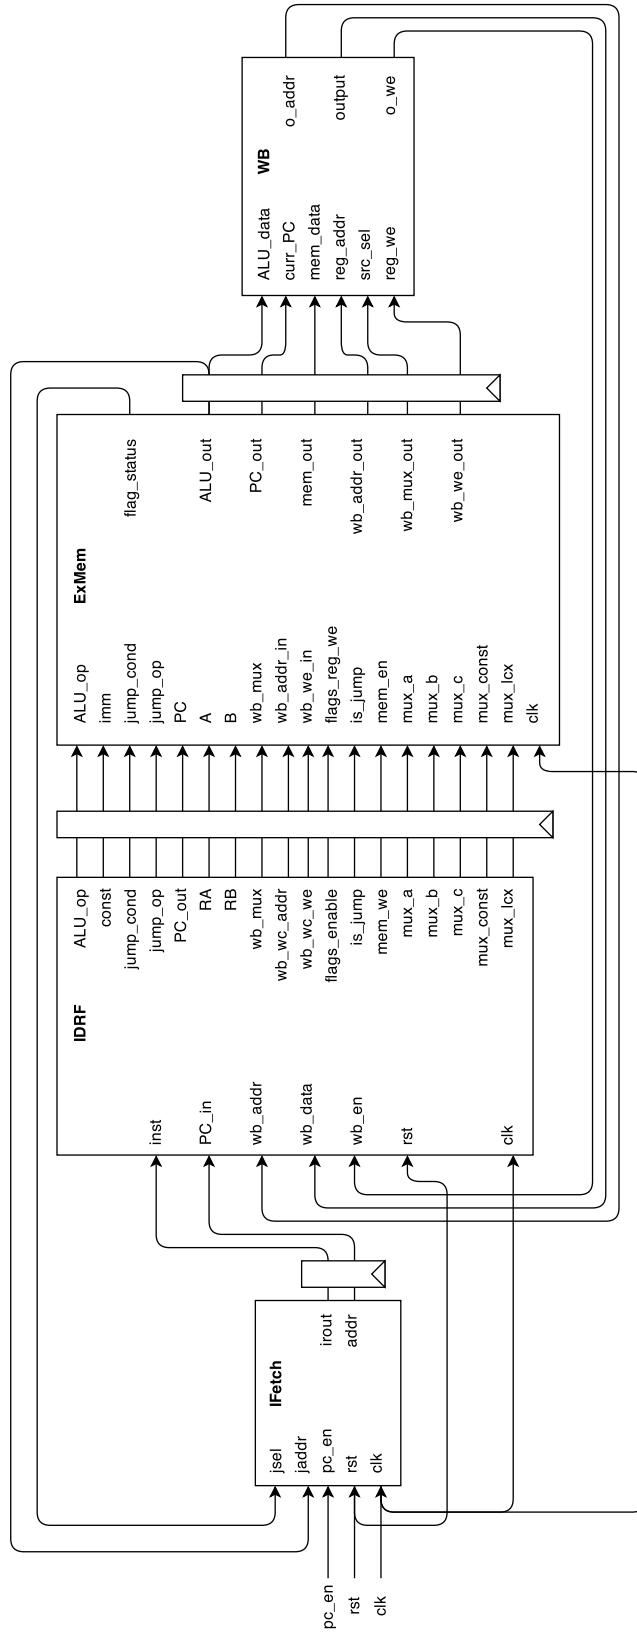 pc_en
rst
clk
IFetch
jsel
jaddr
pc_en
rst
clk
irout
addr
IDRF
inst
PC_in
wb_addr
wb_data
wb_en
rst
clk
ALU_op
const
jump_cond
jump_op
PC_out
RA
RB
wb_mux
wb_wc_addr
wb_wc_we
flags_enable
is_jump
mem_we
mux_a
mux_b
mux_c
mux_const
mux_lcx
ExMem
ALU_op
imm
jump_cond
jump_op
PC
A
B
wb_mux
wb_addr_in
wb_we_in
flags_reg_we
is_jump
mem_en
mux_a
mux_b
mux_c
mux_const
mux_lcx
clk
flag_status
ALU_out
PC_out
mem_out
wb_addr_out
wb_mux_out
wb_we_out
WB
ALU_data
curr_PC
mem_data
reg_addr
src_sel
reg_we
o_addr
output
o_we